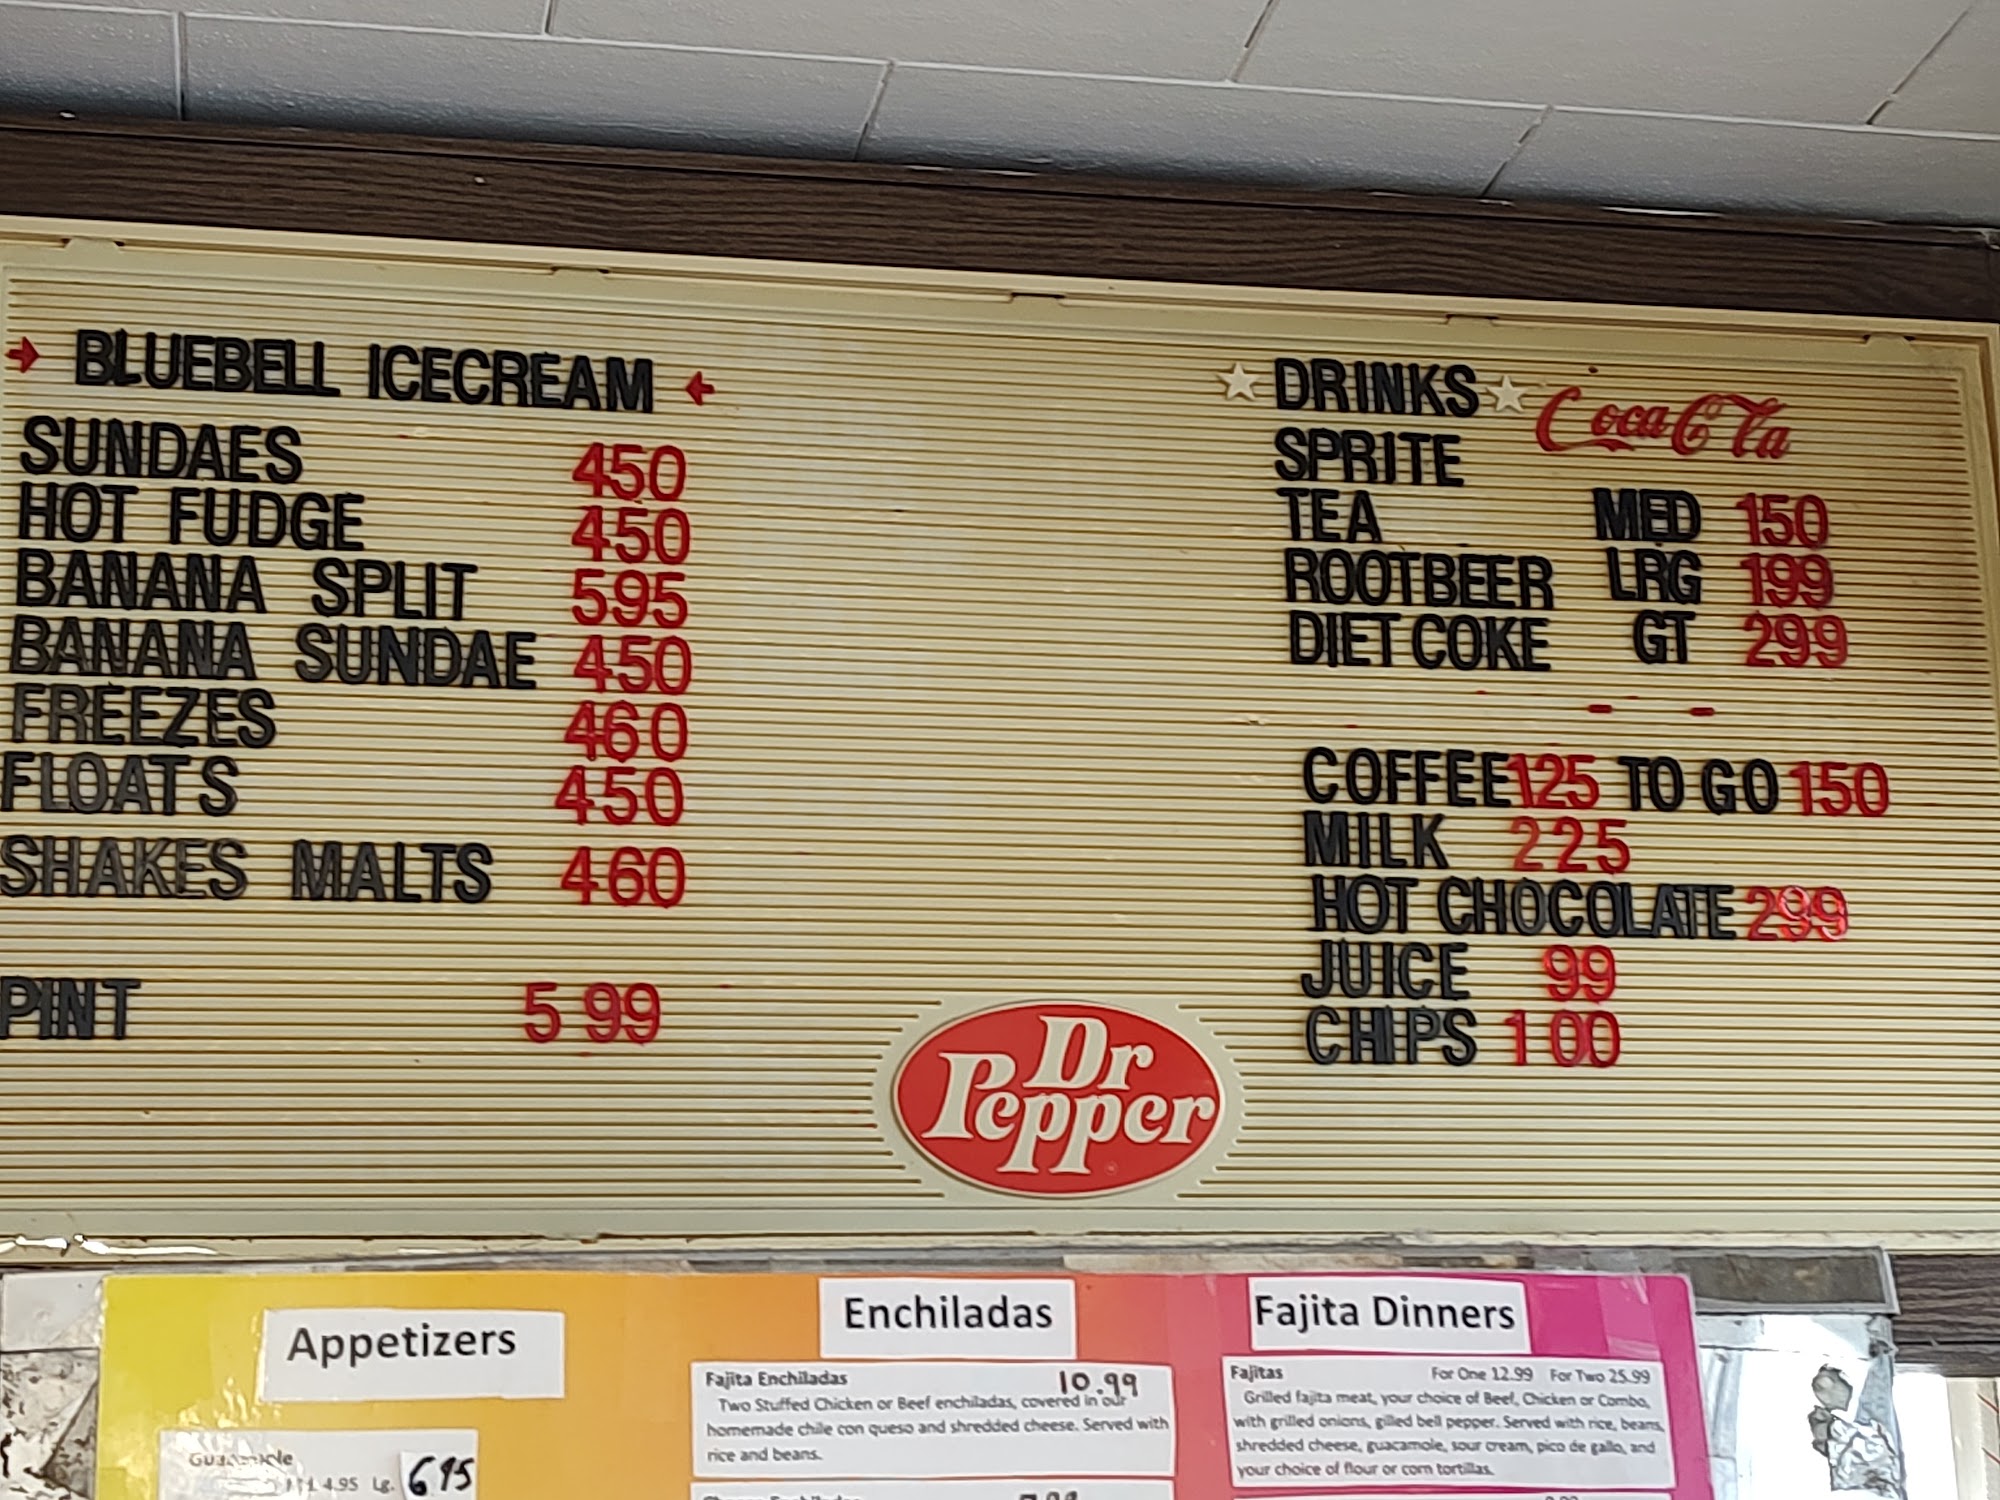 BLUEBELL ICECREAM
SUNDAES 450
HOT FUDGE 450
BANANA SPLIT 595
BANANA SUNDAE 450
FREEZES 460
FLOATS 450
SHAKES MALTS 460
PINT 5 99
DRINKS
Coca Cola
SPRITE
TEA MED 150
ROOTBEER LRG 199
DIET COKE GT 299
- -
COFFEE 125 TO GO 150
MILK 225
HOT CHOCOLATE 299
JUICE 99
CHIPS 100
Dr
Pepper
Appetizers
Guacamole
4.95 Lg. 6.95
Enchiladas
Fajita Enchiladas 10.99
Two Stuffed Chicken or Beef enchiladas, covered in our
homemade chile con queso and shredded cheese. Served with
rice and beans.
Fajita Dinners
Fajitas For One 12.99 For Two 25.99
Grilled fajita meat, your choice of Beef, Chicken or Combo,
with grilled onions, gilled bell pepper. Served with rice, beans,
shredded cheese, guacamole, sour cream, pico de gallo, and
your choice of flour or corn tortillas.